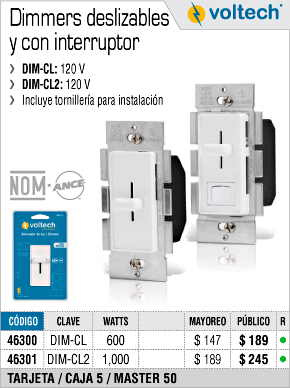 Dimmers deslizables
y con interruptor
voltech®
DIM-CL: 120 V
DIM-CL2: 120 V
Incluye tornillería para instalación
NOM-ANCE
voltech
CÓDIGO CLAVE WATTS MAYOREO PÚBLICO R
46300 DIM-CL 600 $ 147 $ 189
46301 DIM-CL2 1,000 $ 189 $ 245
TARJETA / CAJA 5 / MASTER 50